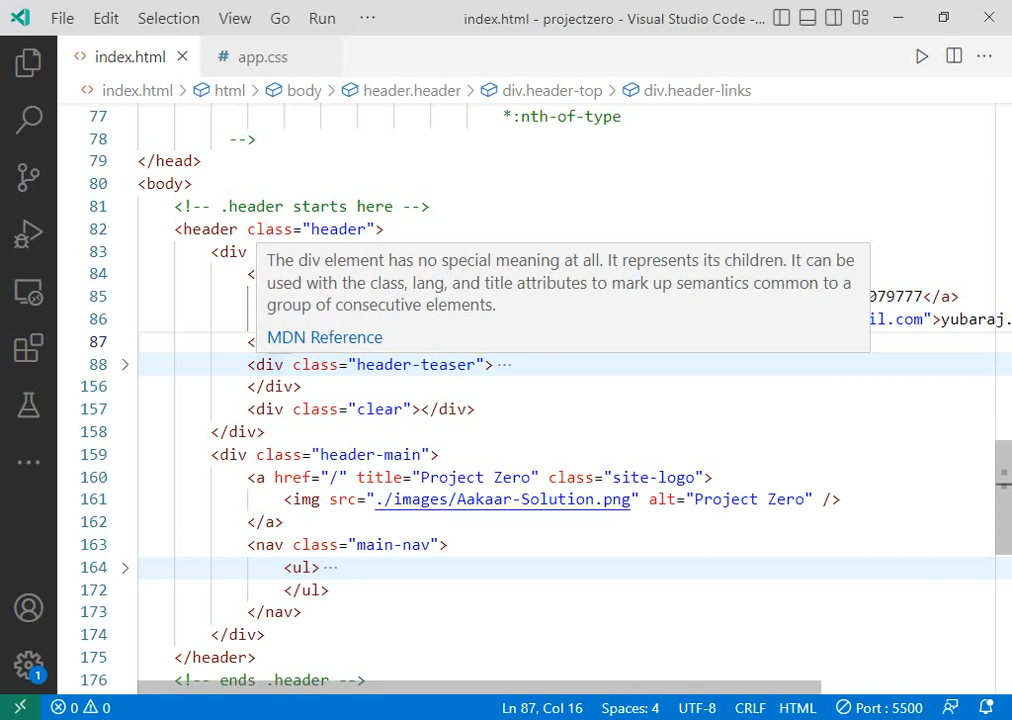 File Edit Selection View Go Run ··· index.html - projectzero - Visual Studio Code -...
<> index.html × # app.css
<> index.html > html > body > header.header > div.header-top > div.header-links
77 *:nth-of-type
78 -->
79 </head>
80 <body>
81 <!-- .header starts here -->
82 <header class="header">
83 <div
The div element has no special meaning at all. It represents its children. It can be
84 <
used with the class, lang, and title attributes to mark up semantics common to a
85 079777</a>
group of consecutive elements.
86 il.com">yubaraj.
MDN Reference
87 <
88 > <div class="header-teaser">···
156 </div>
157 <div class="clear"></div>
158 </div>
159 <div class="header-main">
160 <a href="/" title="Project Zero" class="site-logo">
161 <img src="./images/Aakaar-Solution.png" alt="Project Zero" />
162 </a>
163 <nav class="main-nav">
164 > <ul>···
172 </ul>
173 </nav>
174 </div>
175 </header>
176 <!-- ends .header -->
1
0 0 Ln 87, Col 16 Spaces: 4 UTF-8 CRLF HTML Port : 5500